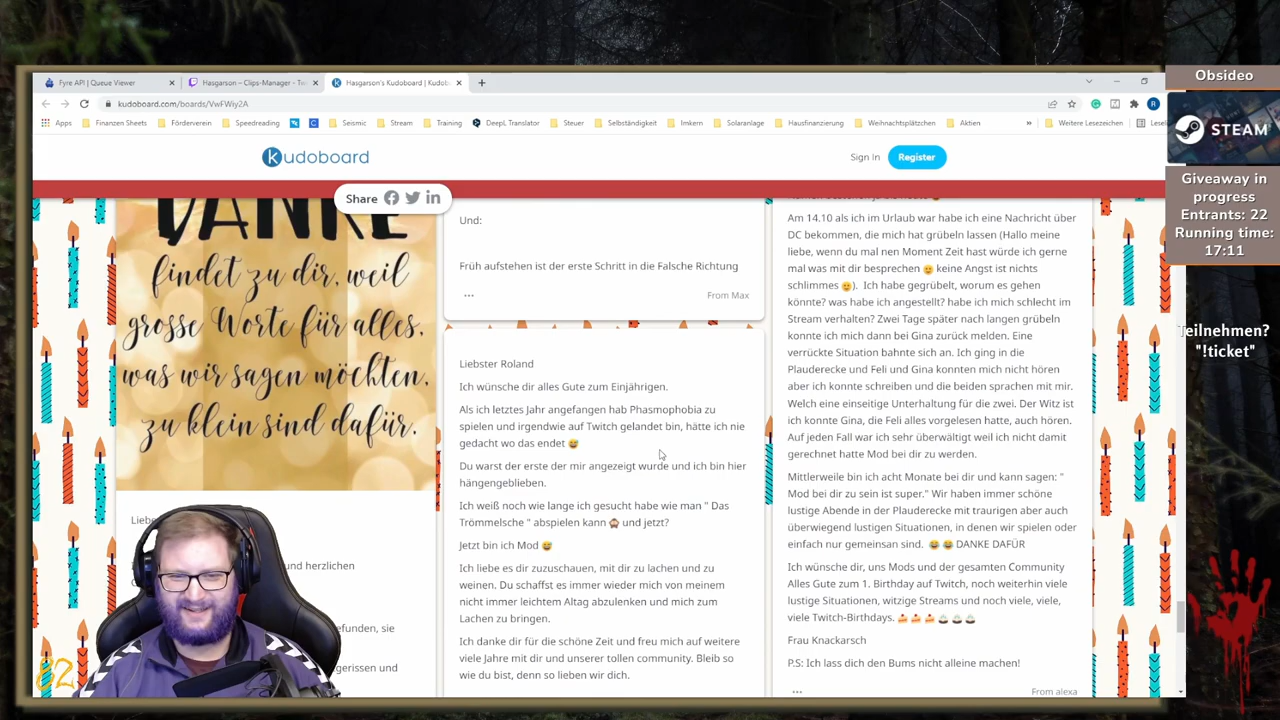 Fyre API | Queue Viewer
Hasgarson – Clips-Manager - Twi
Hasgarson's Kudoboard | Kudob
kudoboard.com/boards/VwFWiy2A
Apps
Finanzen Sheets
Förderverein
Speedreading
Seismic
Stream
Training
DeepL Translator
Steuer
Selbständigkeit
Imkern
Solaranlage
Hausfinanzierung
Weihnachtsplätzchen
Aktien
»
Weitere Lesezeichen
kudoboard
Sign In
Register
Share
DANKE
findet zu dir, weil
grosse Worte für alles,
was wir sagen möchten,
zu klein sind dafür.
und herzlichen
efunden, sie
gerissen und
82
Und:
Früh aufstehen ist der erste Schritt in die Falsche Richtung
...
From Max
Liebster Roland
Ich wünsche dir alles Gute zum Einjährigen.
Als ich letztes Jahr angefangen hab Phasmophobia zu
spielen und irgendwie auf Twitch gelandet bin, hätte ich nie
gedacht wo das endet 😅
Du warst der erste der mir angezeigt wurde und ich bin hier
hängengeblieben.
Ich weiß noch wie lange ich gesucht habe wie man " Das
Trömmelsche " abspielen kann 🙊 und jetzt?
Jetzt bin ich Mod 😅
Ich liebe es dir zuzuschauen, mit dir zu lachen und zu
weinen. Du schaffst es immer wieder mich von meinem
nicht immer leichtem Altag abzulenken und mich zum
Lachen zu bringen.
Ich danke dir für die schöne Zeit und freu mich auf weitere
viele Jahre mit dir und unserer tollen community. Bleib so
wie du bist, denn so lieben wir dich.
Am 14.10 als ich im Urlaub war habe ich eine Nachricht über
DC bekommen, die mich hat grübeln lassen (Hallo meine
liebe, wenn du mal nen Moment Zeit hast würde ich gerne
mal was mit dir besprechen 🙂 keine Angst ist nichts
schlimmes 😉). Ich habe gegrübelt, worum es gehen
könnte? was habe ich angestellt? habe ich mich schlecht im
Stream verhalten? Zwei Tage später nach langen grübeln
konnte ich mich dann bei Gina zurück melden. Eine
verrückte Situation bahnte sich an. Ich ging in die
Plauderecke und Feli und Gina konnten mich nicht hören
aber ich konnte schreiben und die beiden sprachen mit mir.
Welch eine einseitige Unterhaltung für die zwei. Der Witz ist
ich konnte Gina, die Feli alles vorgelesen hatte, auch hören.
Auf jeden Fall war ich sehr überwältigt weil ich nicht damit
gerechnet hatte Mod bei dir zu werden.
Mittlerweile bin ich acht Monate bei dir und kann sagen: "
Mod bei dir zu sein ist super." Wir haben immer schöne
lustige Abende in der Plauderecke mit traurigen aber auch
überwiegend lustigen Situationen, in denen wir spielen oder
einfach nur gemeinsam sind. 😂 😂 DANKE DAFÜR
Ich wünsche dir, uns Mods und der gesamten Community
Alles Gute zum 1. Birthday auf Twitch, noch weiterhin viele
lustige Situationen, witzige Streams und noch viele, viele,
viele Twitch-Birthdays. 🍰 🍰 🍰 🍻 🍻 🍻
Frau Knackarsch
P.S: Ich lass dich den Bums nicht alleine machen!
...
From alexa
Obsideo
STEAM
Giveaway in
progress
Entrants: 22
Running time:
17:11
Teilnehmen?
"!ticket"